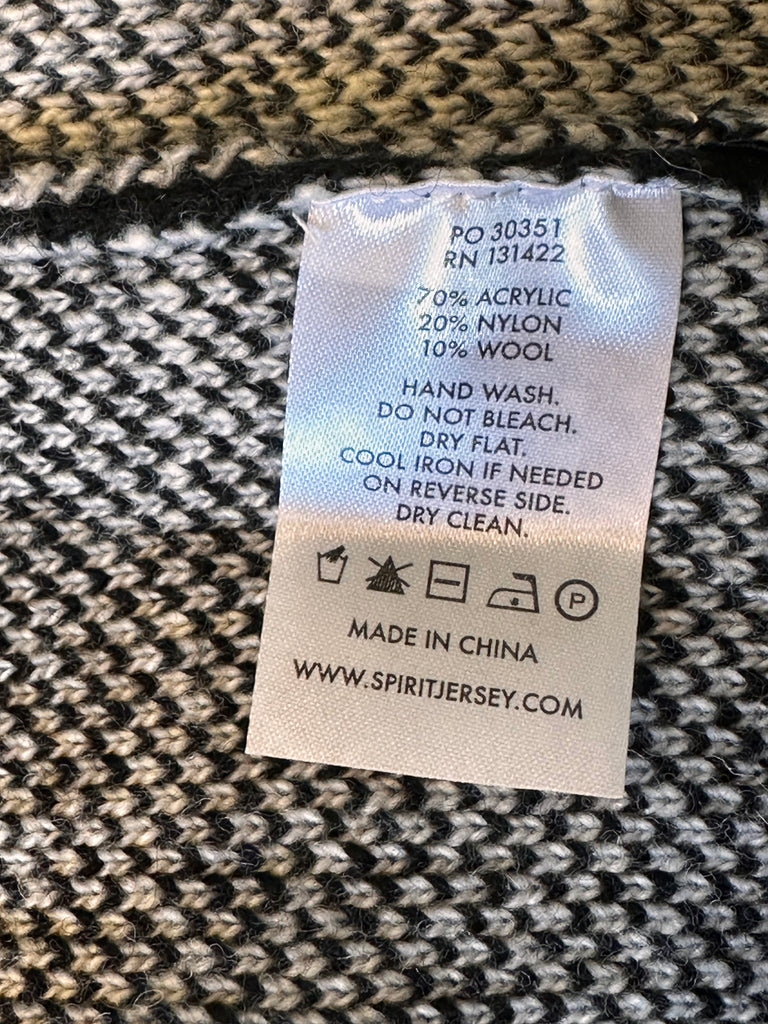 PO 30351
RN 131422
70% ACRYLIC
20% NYLON
10% WOOL
HAND WASH.
DO NOT BLEACH.
DRY FLAT.
COOL IRON IF NEEDED
ON REVERSE SIDE.
DRY CLEAN.
P
MADE IN CHINA
WWW.SPIRITJERSEY.COM